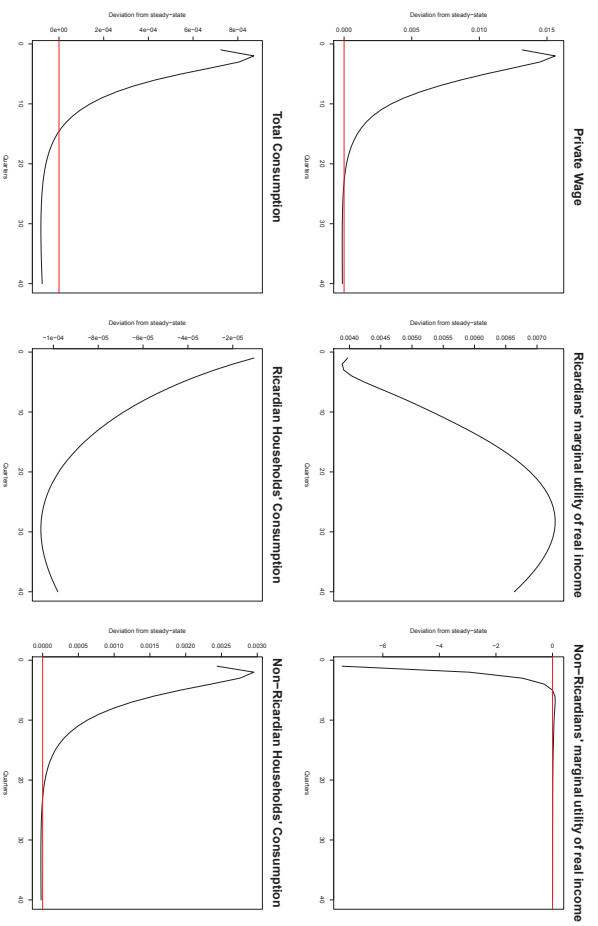 Private Wage
Deviation from steady−state
0.000 0.005 0.010 0.015
0 10 20 30 40
Quarters
Ricardians' marginal utility of real income
Deviation from steady−state
0.0040 0.0045 0.0050 0.0055 0.0060 0.0065 0.0070
0 10 20 30 40
Quarters
Non−Ricardians' marginal utility of real income
Deviation from steady−state
−6 −4 −2 0
0 10 20 30 40
Quarters
Total Consumption
Deviation from steady−state
0e+00 2e−04 4e−04 6e−04 8e−04
0 10 20 30 40
Quarters
Ricardian Households' Consumption
Deviation from steady−state
−1e−04 −8e−05 −6e−05 −4e−05 −2e−05
0 10 20 30 40
Quarters
Non−Ricardian Households' Consumption
Deviation from steady−state
0.0000 0.0005 0.0010 0.0015 0.0020 0.0025 0.0030
0 10 20 30 40
Quarters